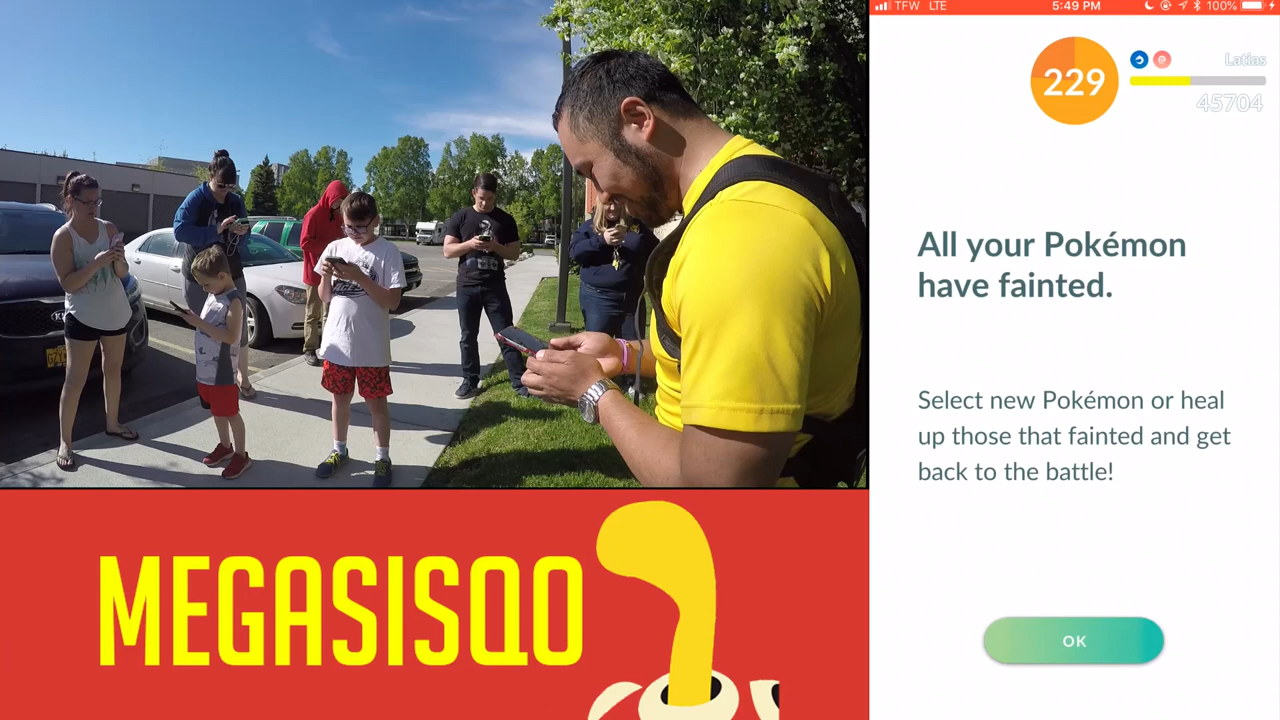 TFW LTE 5:49 PM 100%
229
Latias
45704
All your Pokémon
have fainted.
Select new Pokémon or heal
up those that fainted and get
back to the battle!
OK
MEGASISQO